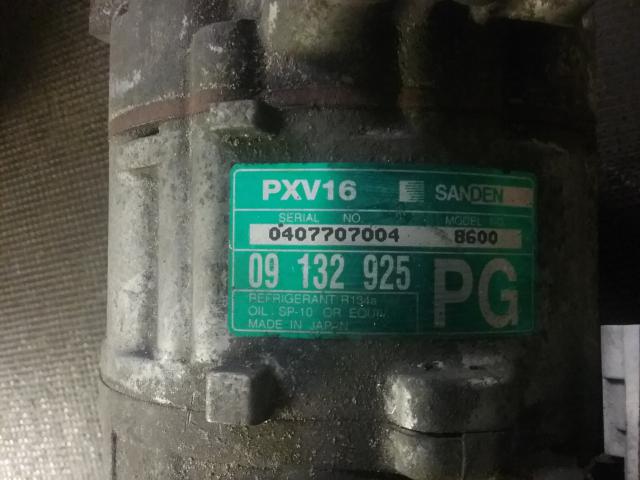 PXV16 SANDEN
SERIAL NO MODEL NO
0407707004 8600
09 132 925 PG
REFRIGERANT R134a
OIL SP-10 OR EQUIV
MADE IN JAPAN